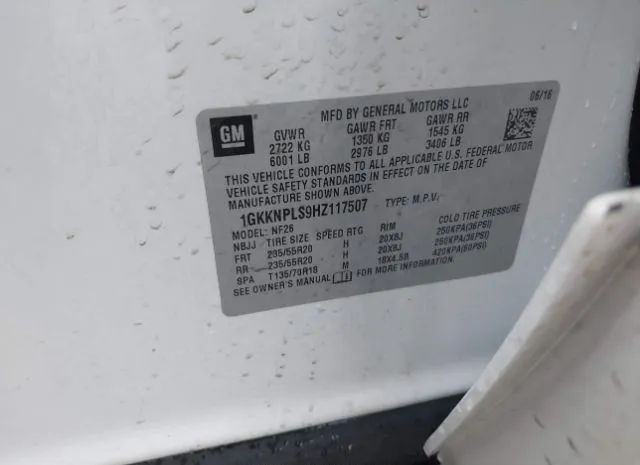 MFD BY GENERAL MOTORS LLC 06/16
GM
GVWR GAWR FRT GAWR RR
2722 KG 1350 KG 1545 KG
6001 LB 2976 LB 3406 LB
THIS VEHICLE CONFORMS TO ALL APPLICABLE U.S. FEDERAL MOTOR
VEHICLE SAFETY STANDARDS IN EFFECT ON THE DATE OF
MANUFACTURE SHOWN ABOVE.
1GKKNPLS9HZ117507 TYPE: M.P.V.
MODEL: NF26
NBJJ TIRE SIZE SPEED RTG RIM COLD TIRE PRESSURE
FRT 235/55R20 H 20X8J 250KPA(36PSI)
RR 235/55R20 H 20X8J 250KPA(36PSI)
SPA T135/70R18 M 18X4.5B 420KPA(60PSI)
SEE OWNER'S MANUAL FOR MORE INFORMATION.